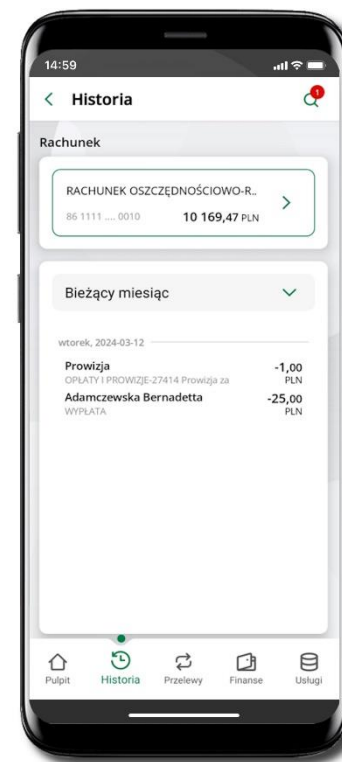 14:59
Historia
1
Rachunek
RACHUNEK OSZCZĘDNOŚCIOWO-R..
86 1111 .... 0010 10 169,47 PLN
Bieżący miesiąc
wtorek, 2024-03-12
Prowizja -1,00
OPŁATY I PROWIZJE-27414 Prowizja za PLN
Adamczewska Bernadetta -25,00
WYPŁATA PLN
Pulpit Historia Przelewy Finanse Usługi